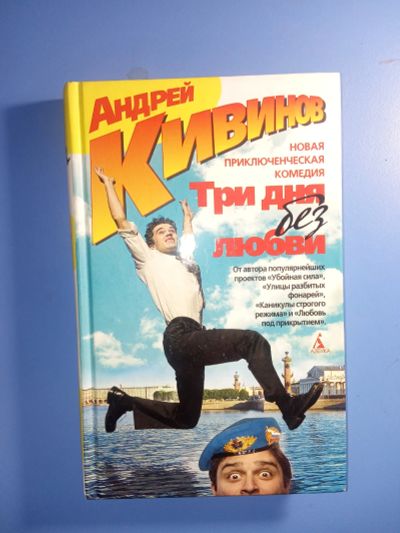 АНДРЕЙ
КИВИНОВ
НОВАЯ
ПРИКЛЮЧЕНЧЕСКАЯ
КОМЕДИЯ
Три дня
без
любви
От автора популярнейших
проектов «Убойная сила»,
«Улицы разбитых
фонарей»,
«Каникулы строгого
режима» и «Любовь
под прикрытием».
АЗБУКА